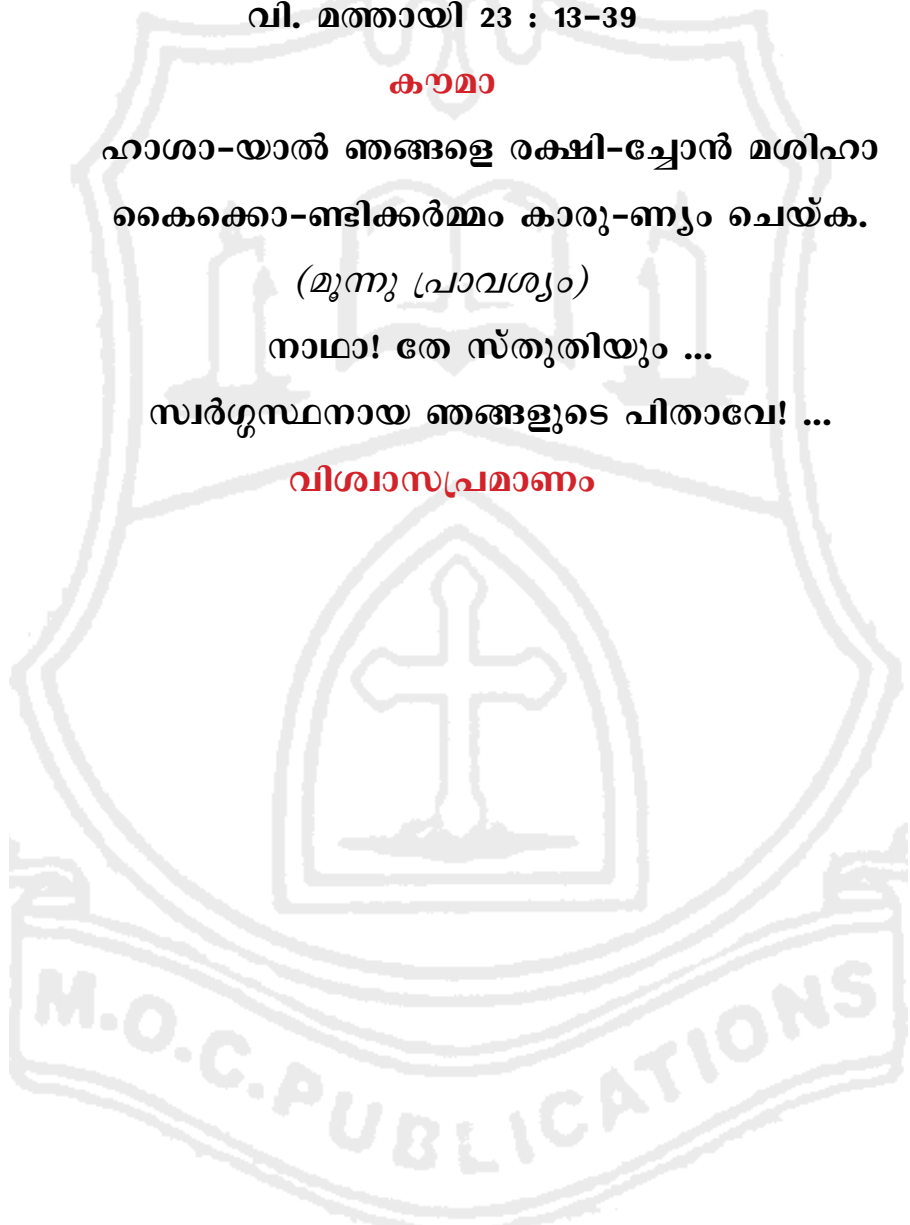 വി. മത്തായി 23 : 13-39
കൗമാ
ഹാശാ-യാൽ ഞങ്ങളെ രക്ഷി-ച്ചോൻ മശിഹാ
കൈക്കൊ-ണ്ടിക്കർമ്മം കാരു-ണ്യം ചെയ്ക.
(മൂന്നു പ്രാവശ്യം)
നാഥാ! തേ സ്തുതിയും ...
സ്വർഗ്ഗസ്ഥനായ ഞങ്ങളുടെ പിതാവേ! ...
വിശ്വാസപ്രമാണം
M.O.C.PUBLICATIONS